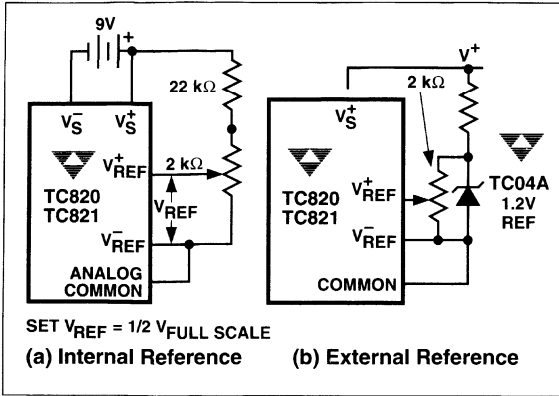 9V
+
22 kΩ
V⁻S V⁺S
V⁺REF
2 kΩ
TC820
TC821
VREF
V⁻REF
ANALOG
COMMON
SET VREF = 1/2 VFULL SCALE
(a) Internal Reference
V⁺
2 kΩ
V⁺S
TC820
TC821
V⁺REF
V⁻REF
COMMON
TC04A
1.2V
REF
(b) External Reference